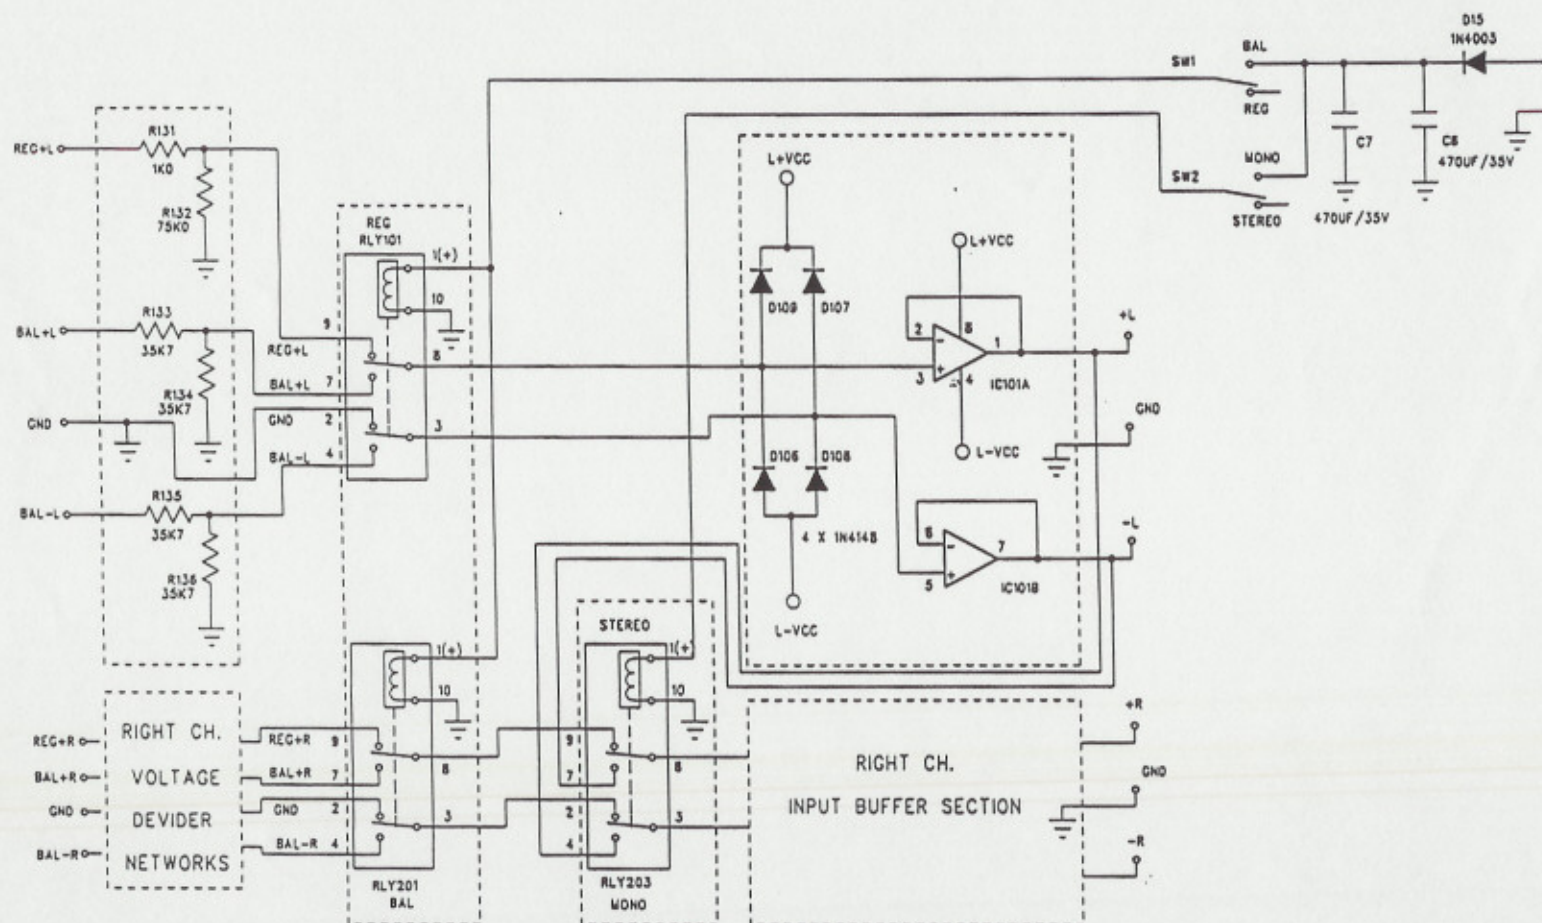 D15
1N4003
BAL
SW1
REG
C7
C6
470UF/35V
470UF/35V
MONO
SW2
STEREO
REG+L
R131
1K0
R132
75K0
REG
RLY101
1(+)
10
L+VCC
L+VCC
D109
D107
BAL+L
R133
35K7
R134
35K7
9
REG+L
8
BAL+L
7
2
8
1
3
4
IC101A
+L
GND
GND
2
3
BAL-L
4
GND
L-VCC
D106
D108
BAL-L
R135
35K7
R136
35K7
4 X 1N4148
6
7
5
IC101B
-L
L-VCC
STEREO
1(+)
10
1(+)
10
REG+R
BAL+R
GND
BAL-R
RIGHT CH.
VOLTAGE
DEVIDER
NETWORKS
REG+R
9
8
BAL+R
7
GND
2
3
BAL-R
4
9
8
7
2
3
4
RIGHT CH.
INPUT BUFFER SECTION
+R
GND
-R
RLY201
BAL
RLY203
MONO